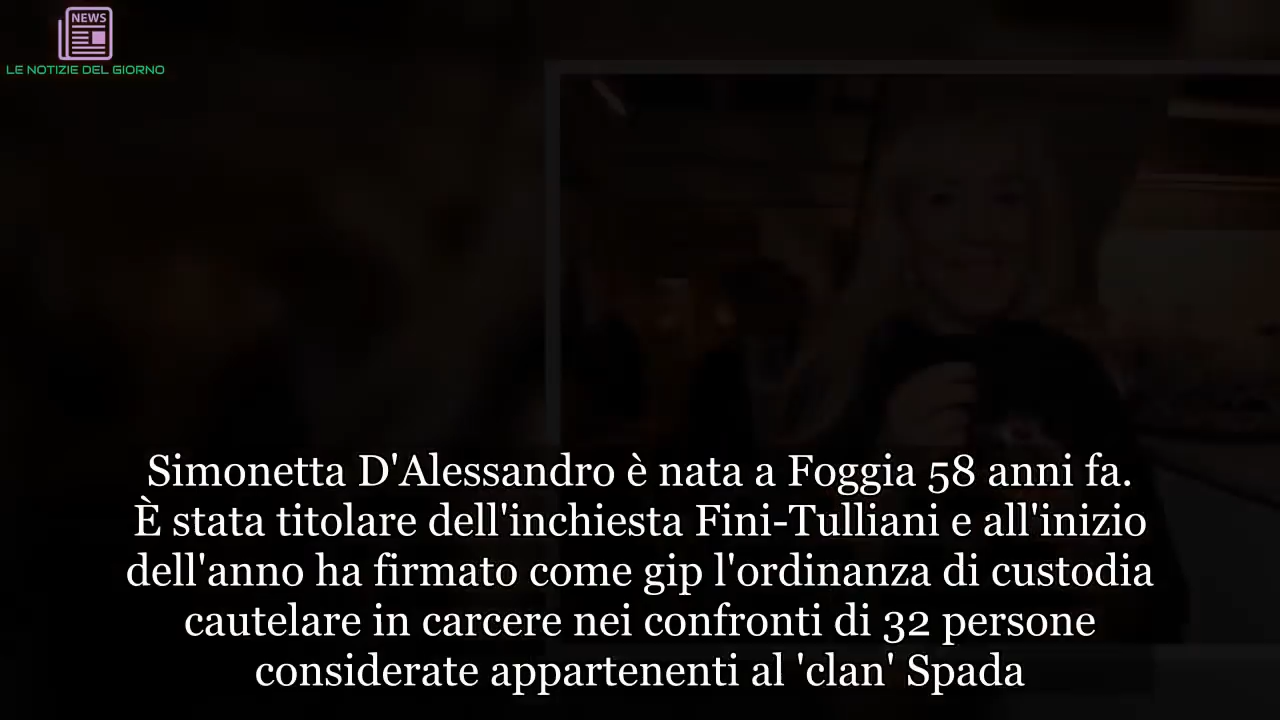 NEWS
LE NOTIZIE DEL GIORNO
Simonetta D'Alessandro è nata a Foggia 58 anni fa.
È stata titolare dell'inchiesta Fini-Tulliani e all'inizio
dell'anno ha firmato come gip l'ordinanza di custodia
cautelare in carcere nei confronti di 32 persone
considerate appartenenti al 'clan' Spada